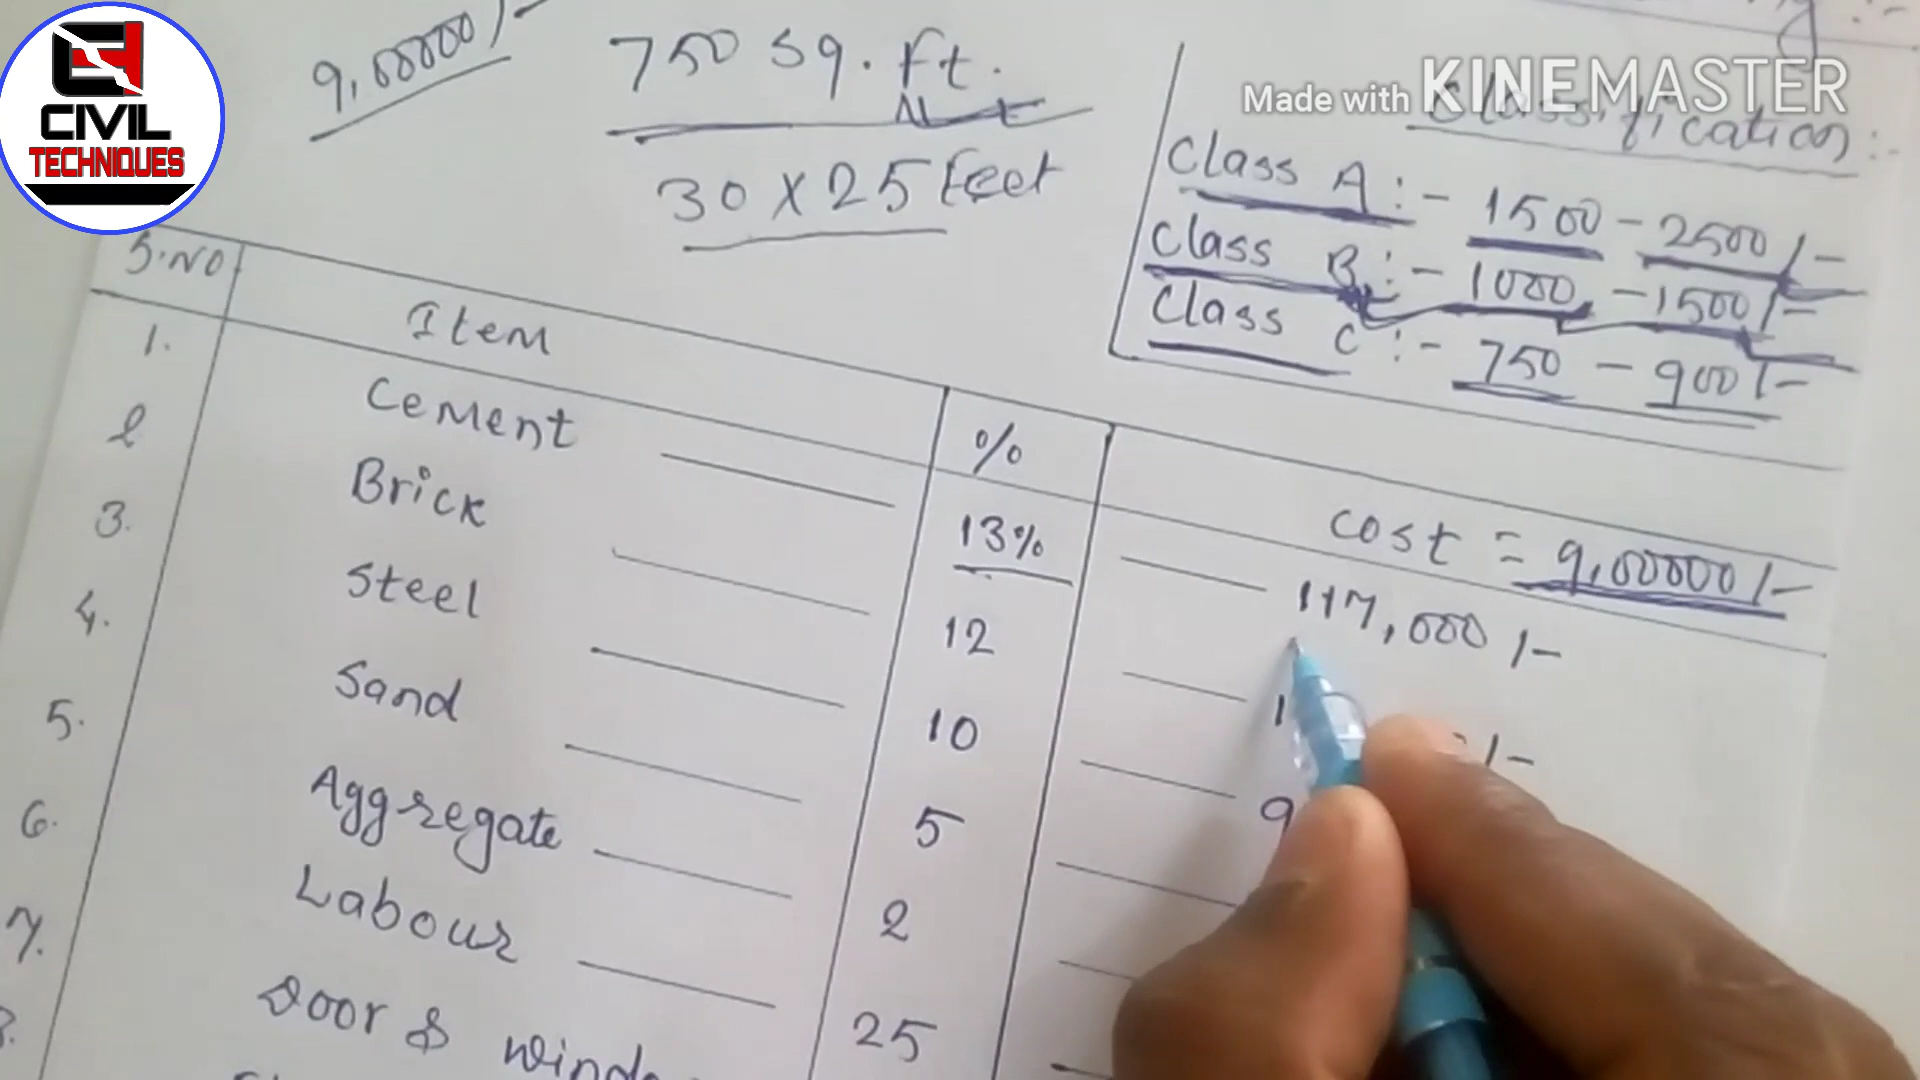 CIVIL
TECHNIQUES
9,00000/-
750 sq. ft.
30 x 25 Feet
Made with KINEMASTER
Classification :-
Class A :- 1500 - 2500/-
Class B :- 1000 - 1500/-
Class C :- 750 - 900/-
S.NO Item % Cost = 9,00000/-
1. Cement 13% 117,000/-
2 Brick 12
3. Steel 10 9
4. Sand 5
5. Aggregate 2
6. Labour 25
7. Door &